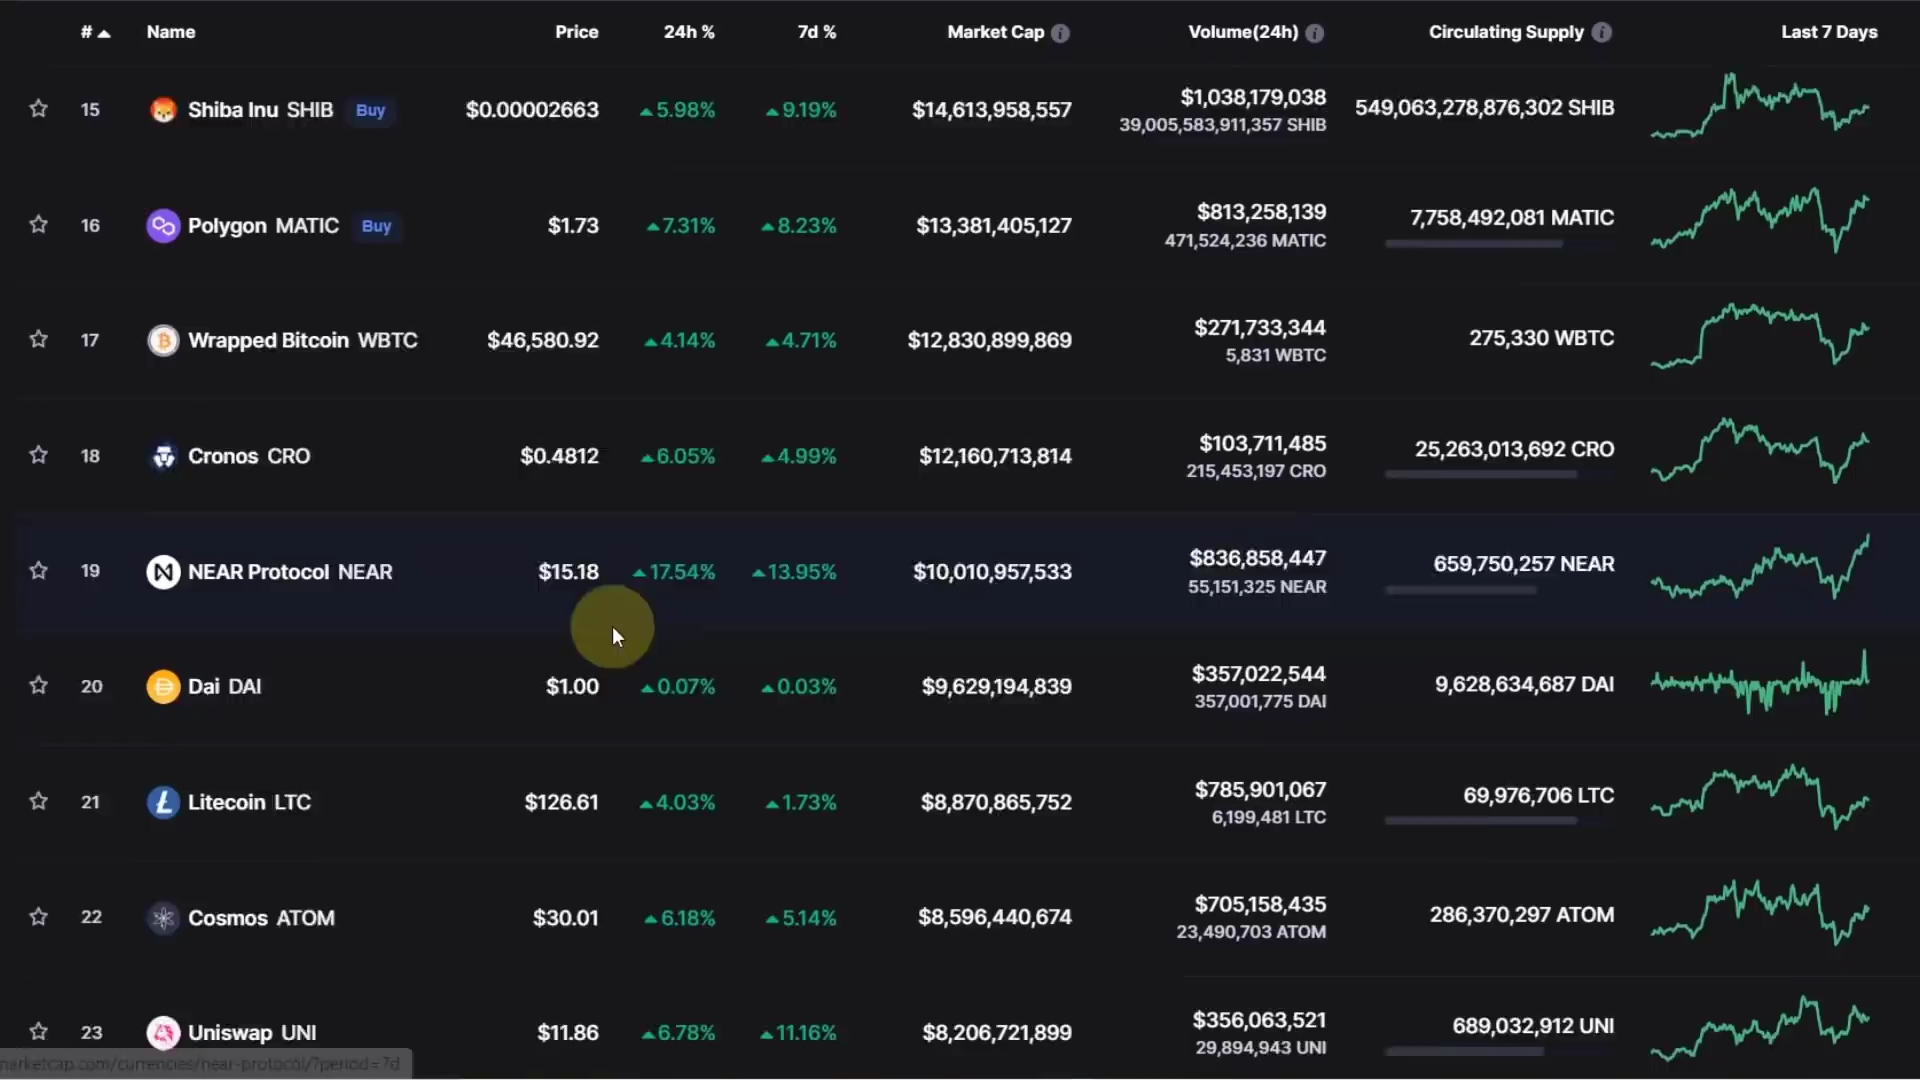 # Name Price 24h % 7d % Market Cap Volume(24h) Circulating Supply Last 7 Days
15 Shiba Inu SHIB Buy $0.00002663 5.98% 9.19% $14,613,958,557 $1,038,179,038 549,063,278,876,302 SHIB
39,005,583,911,357 SHIB
16 Polygon MATIC Buy $1.73 7.31% 8.23% $13,381,405,127 $813,258,139 7,758,492,081 MATIC
471,524,236 MATIC
17 Wrapped Bitcoin WBTC $46,580.92 4.14% 4.71% $12,830,899,869 $271,733,344 275,330 WBTC
5,831 WBTC
18 Cronos CRO $0.4812 6.05% 4.99% $12,160,713,814 $103,711,485 25,263,013,692 CRO
215,453,197 CRO
19 NEAR Protocol NEAR $15.18 17.54% 13.95% $10,010,957,533 $836,858,447 659,750,257 NEAR
55,151,325 NEAR
20 Dai DAI $1.00 0.07% 0.03% $9,629,194,839 $357,022,544 9,628,634,687 DAI
357,001,775 DAI
21 Litecoin LTC $126.61 4.03% 1.73% $8,870,865,752 $785,901,067 69,976,706 LTC
6,199,481 LTC
22 Cosmos ATOM $30.01 6.18% 5.14% $8,596,440,674 $705,158,435 286,370,297 ATOM
23,490,703 ATOM
23 Uniswap UNI $11.86 6.78% 11.16% $8,206,721,899 $356,063,521 689,032,912 UNI
29,894,943 UNI
marketcap.com/currencies/near-protocol/?period=7d